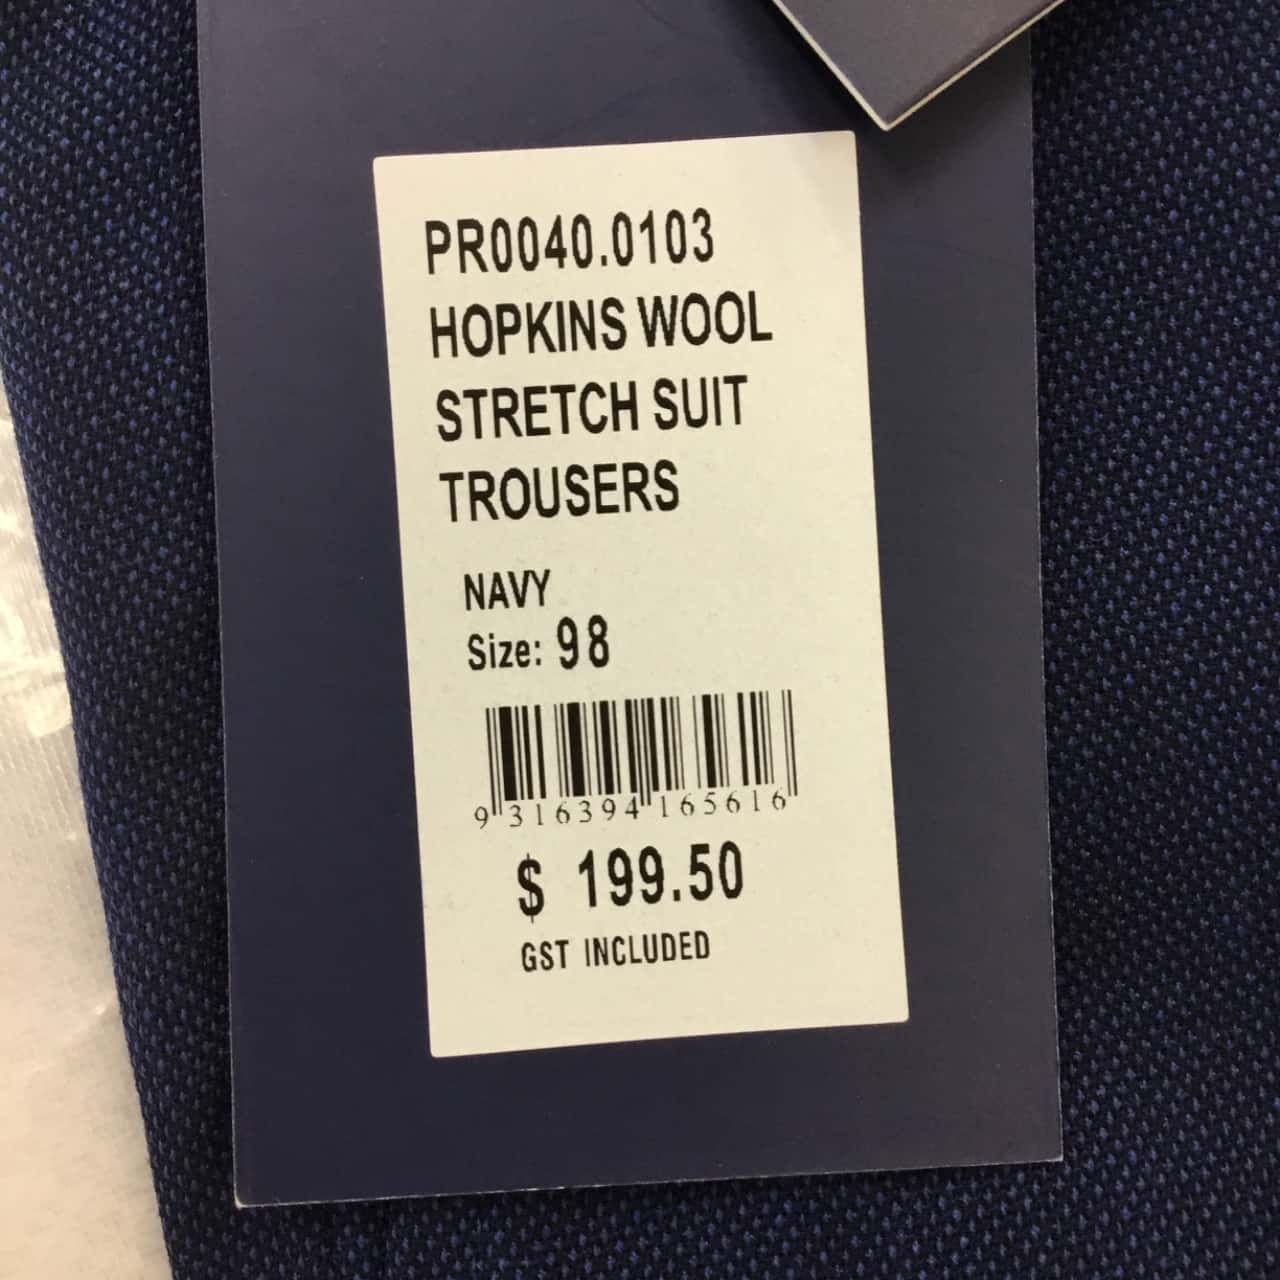 PR0040.0103
HOPKINS WOOL
STRETCH SUIT
TROUSERS
NAVY
Size: 98
9 316394 165616
$ 199.50
GST INCLUDED